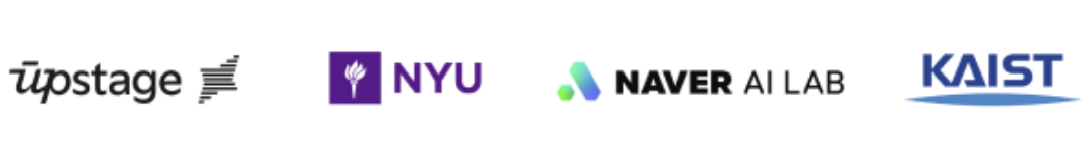 upstage
NYU
NAVER AI LAB
KAIST